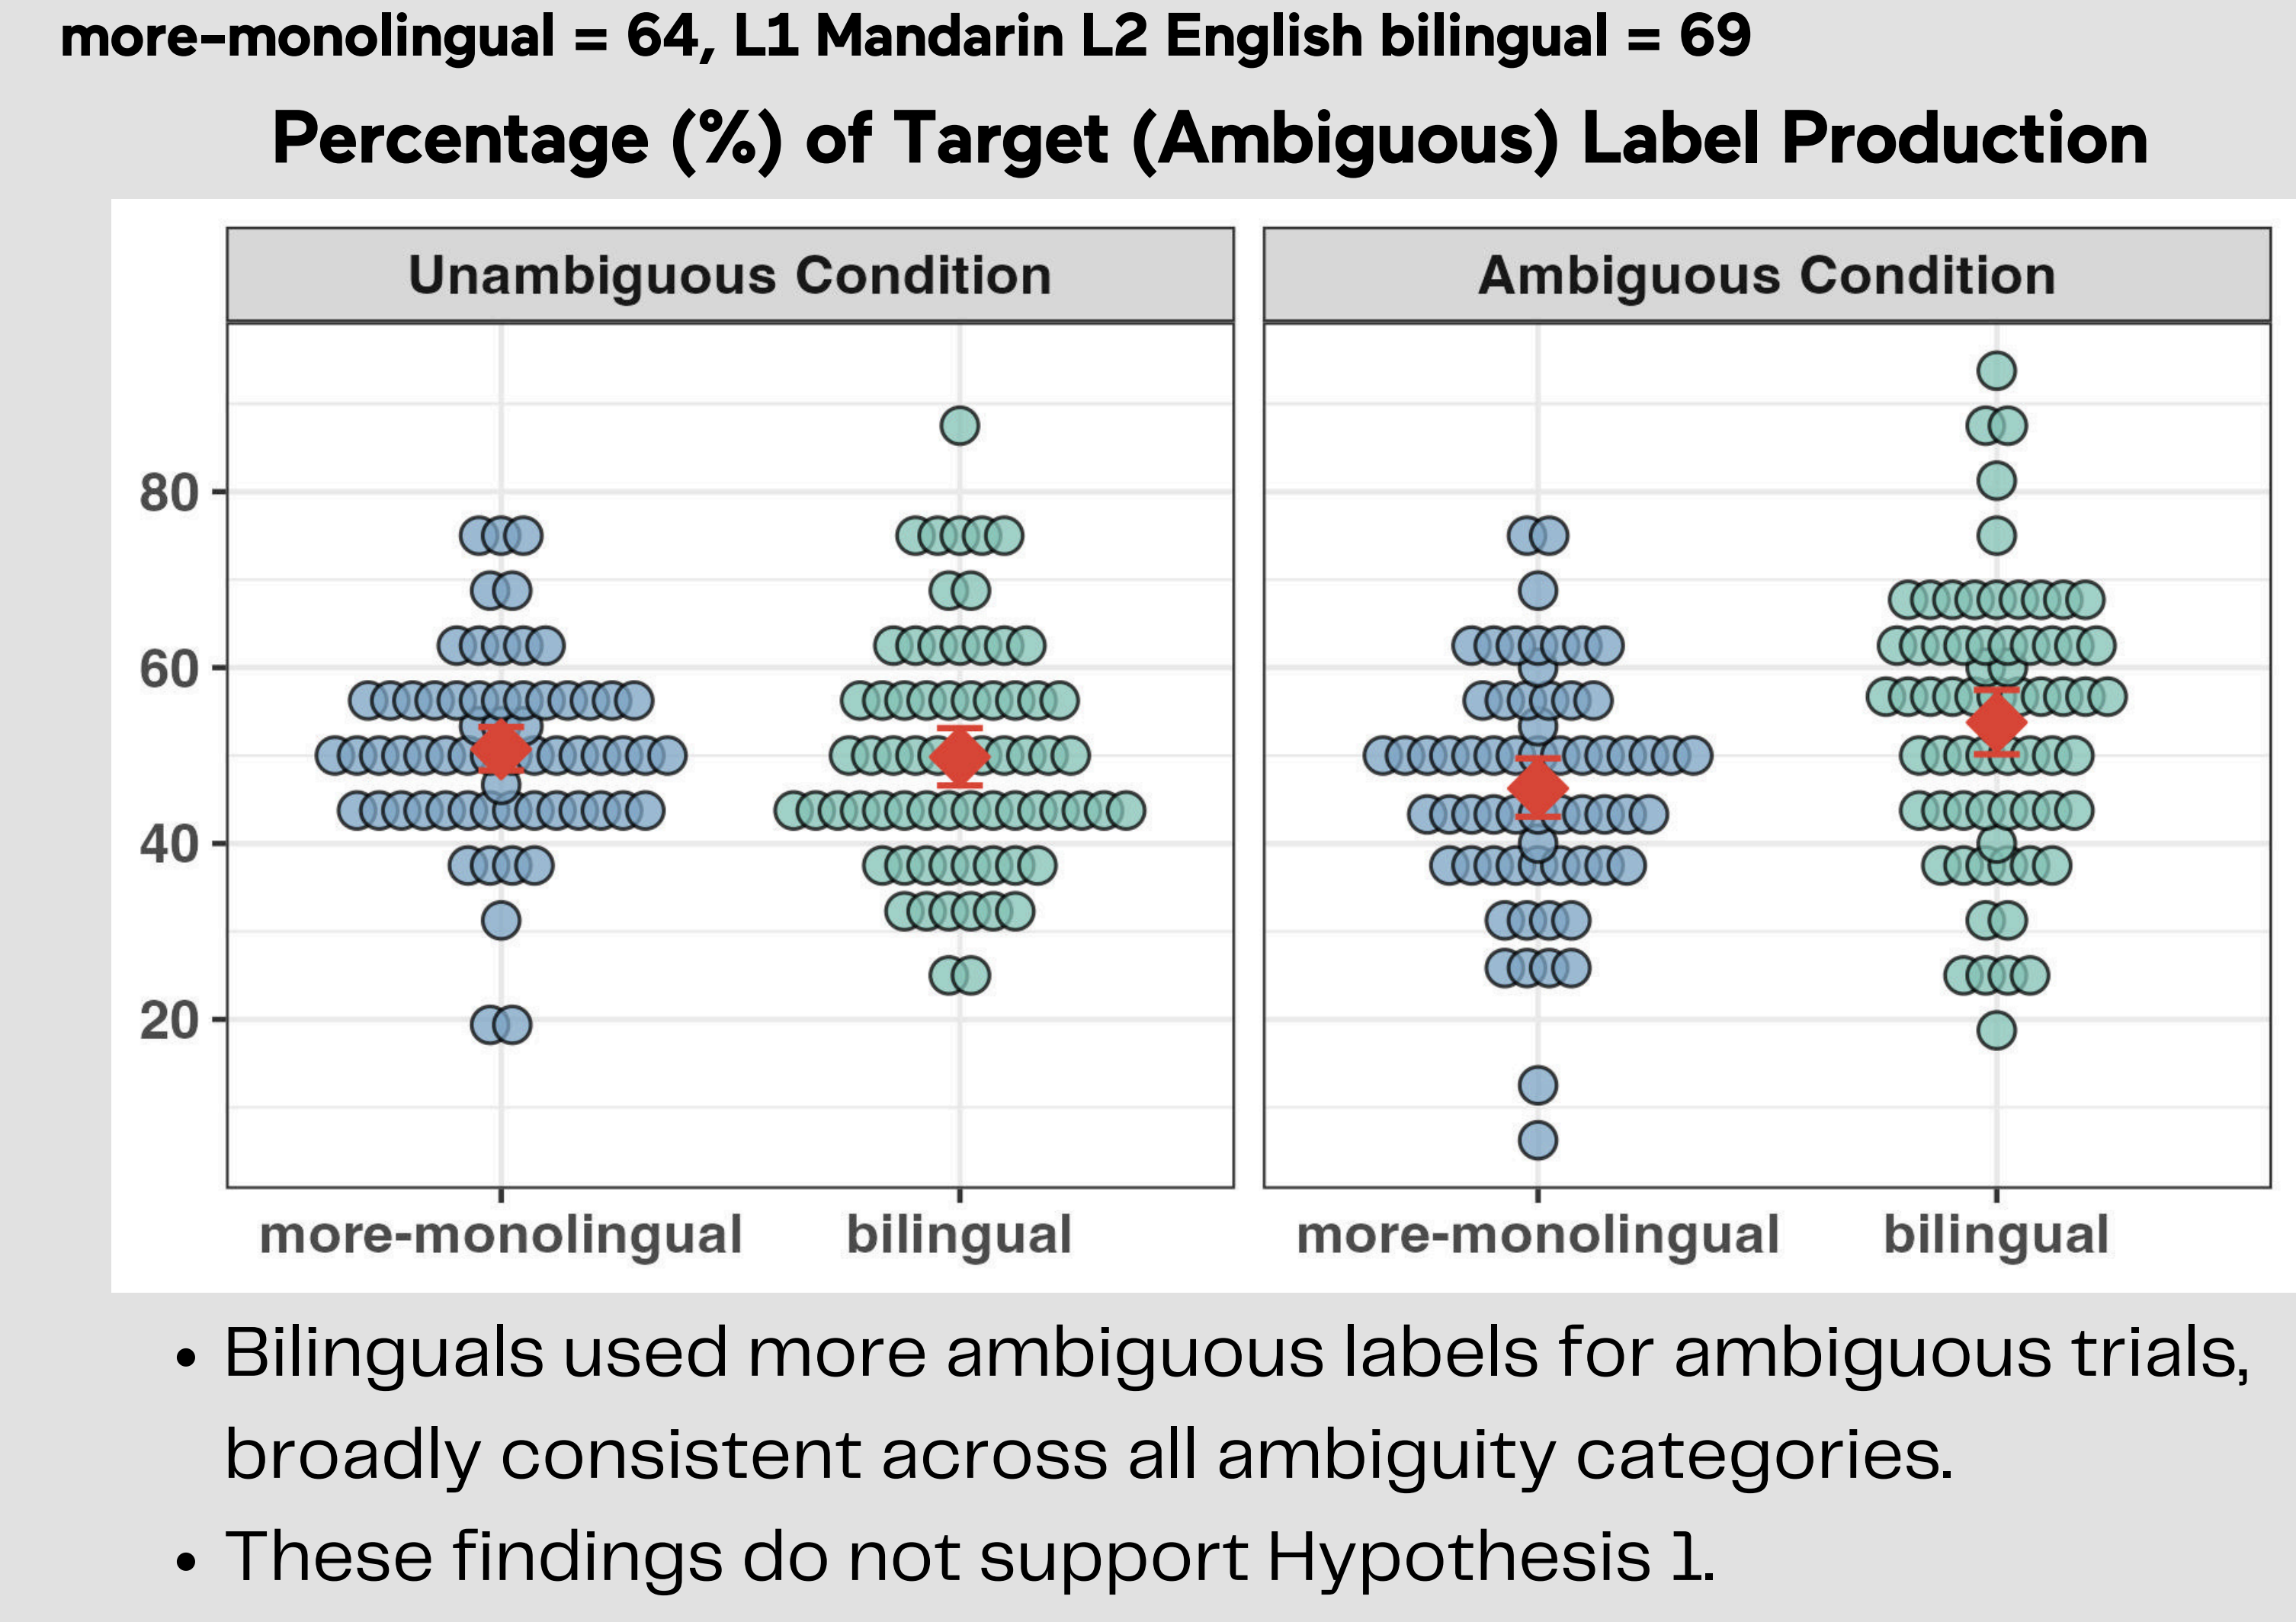 more-monolingual = 64, L1 Mandarin L2 English bilingual = 69
Percentage (%) of Target (Ambiguous) Label Production
Unambiguous Condition
Ambiguous Condition
80
60
40
20
more-monolingual
bilingual
more-monolingual
bilingual
• Bilinguals used more ambiguous labels for ambiguous trials,
broadly consistent across all ambiguity categories.
• These findings do not support Hypothesis 1.